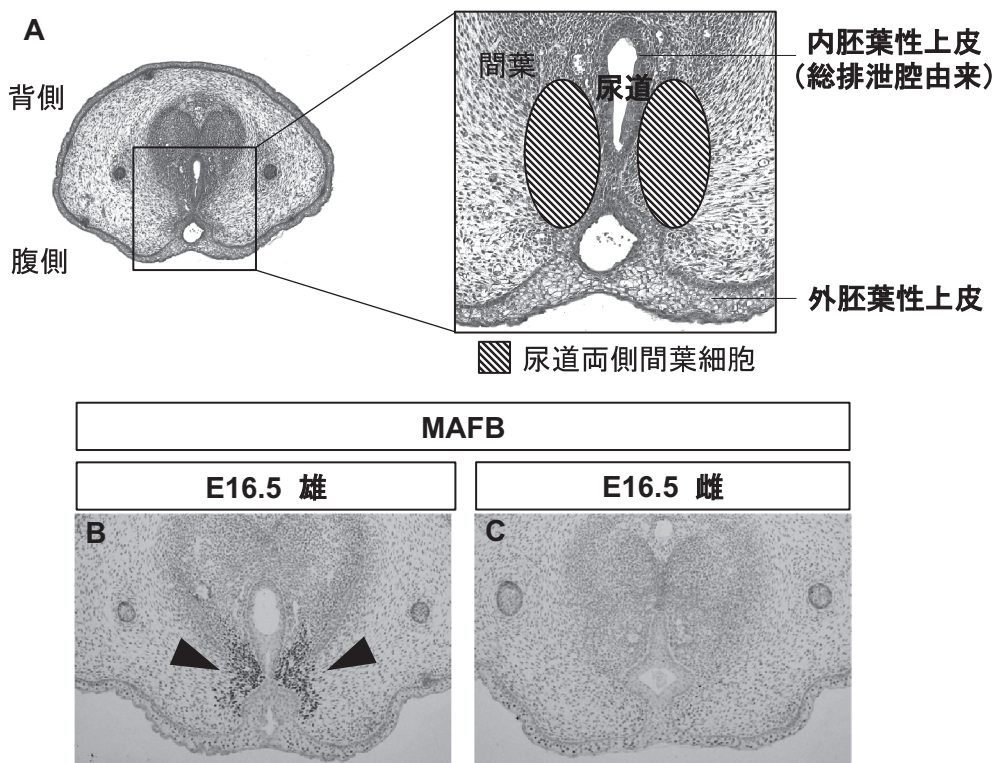 A
背側
腹側
間葉
尿道
内胚葉性上皮
（総排泄腔由来）
外胚葉性上皮
尿道両側間葉細胞
MAFB
E16.5 雄
E16.5 雌
B
C